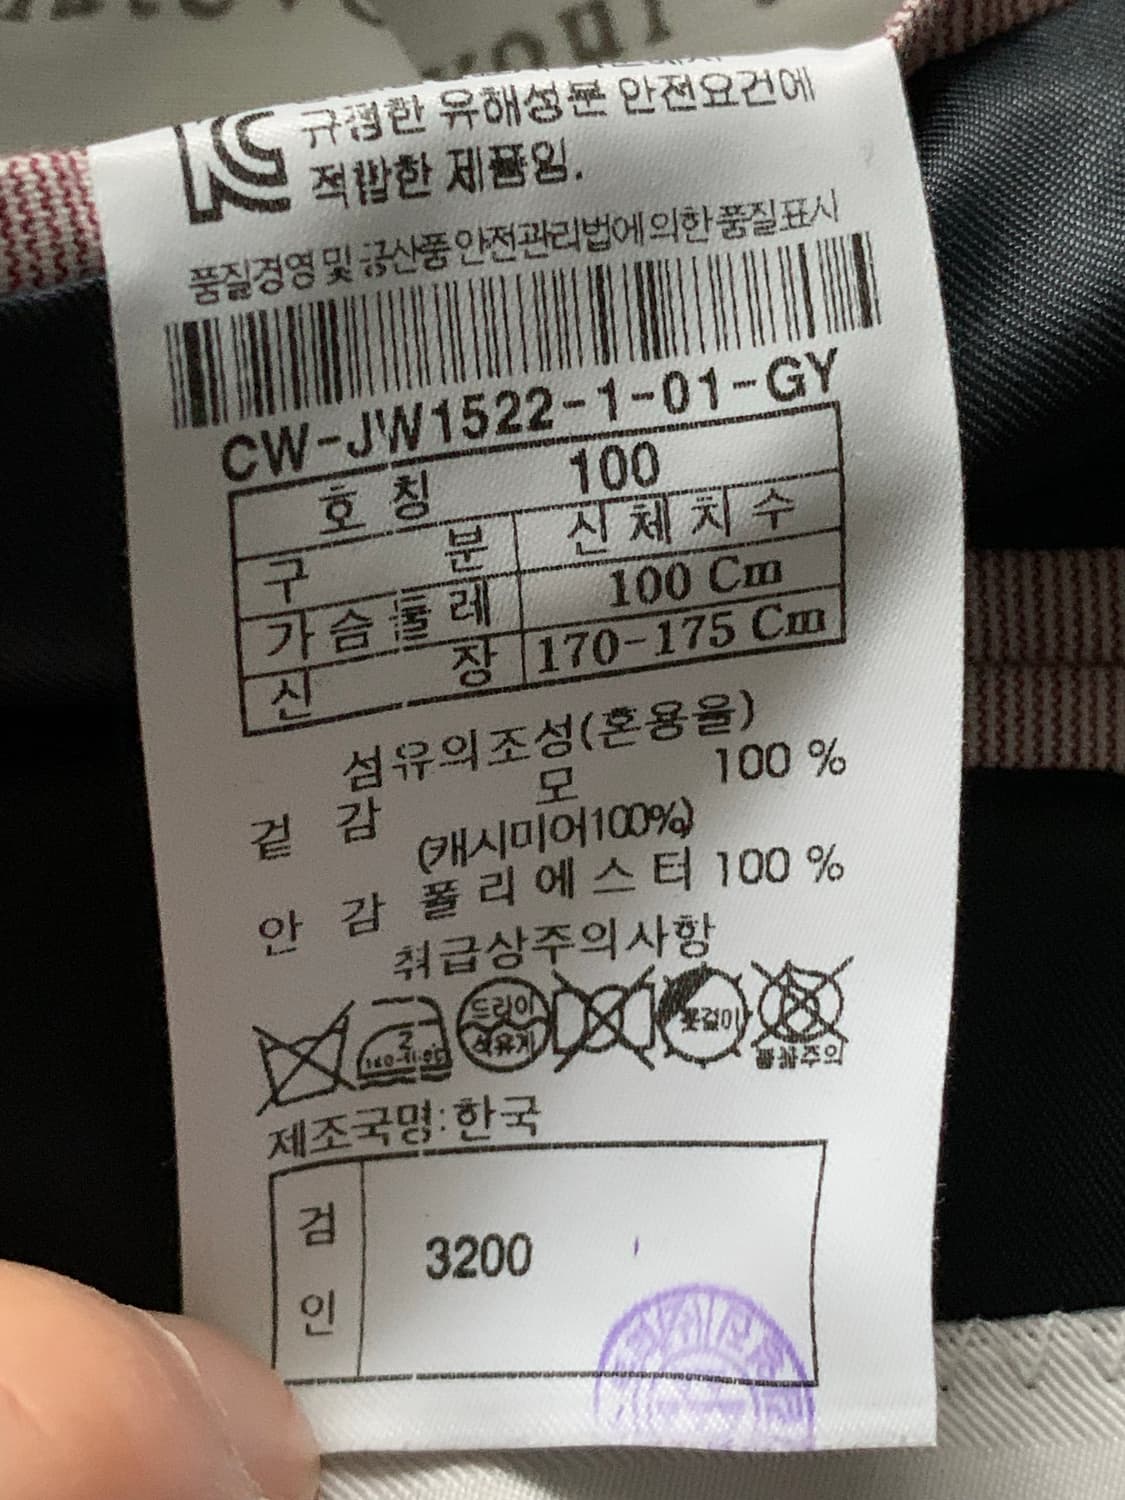 your
규정한 유해성분 안전요건에
적합한 제품임.
품질경영 및 공산품안전관리법에의한품질표시
CW-JW1522-1-01-GY
호 칭 100
구 분 신 체 치 수
가 슴 둘 레 100 Cm
신 장 170-175 Cm
섬유의조성(혼용율)
겉 감 모 100 %
(캐시미어100%)
안 감 폴 리 에 스 터 100 %
취급상주의사항
드라이
석유계
2
옷걸이
제조국명:한국
검
인
3200